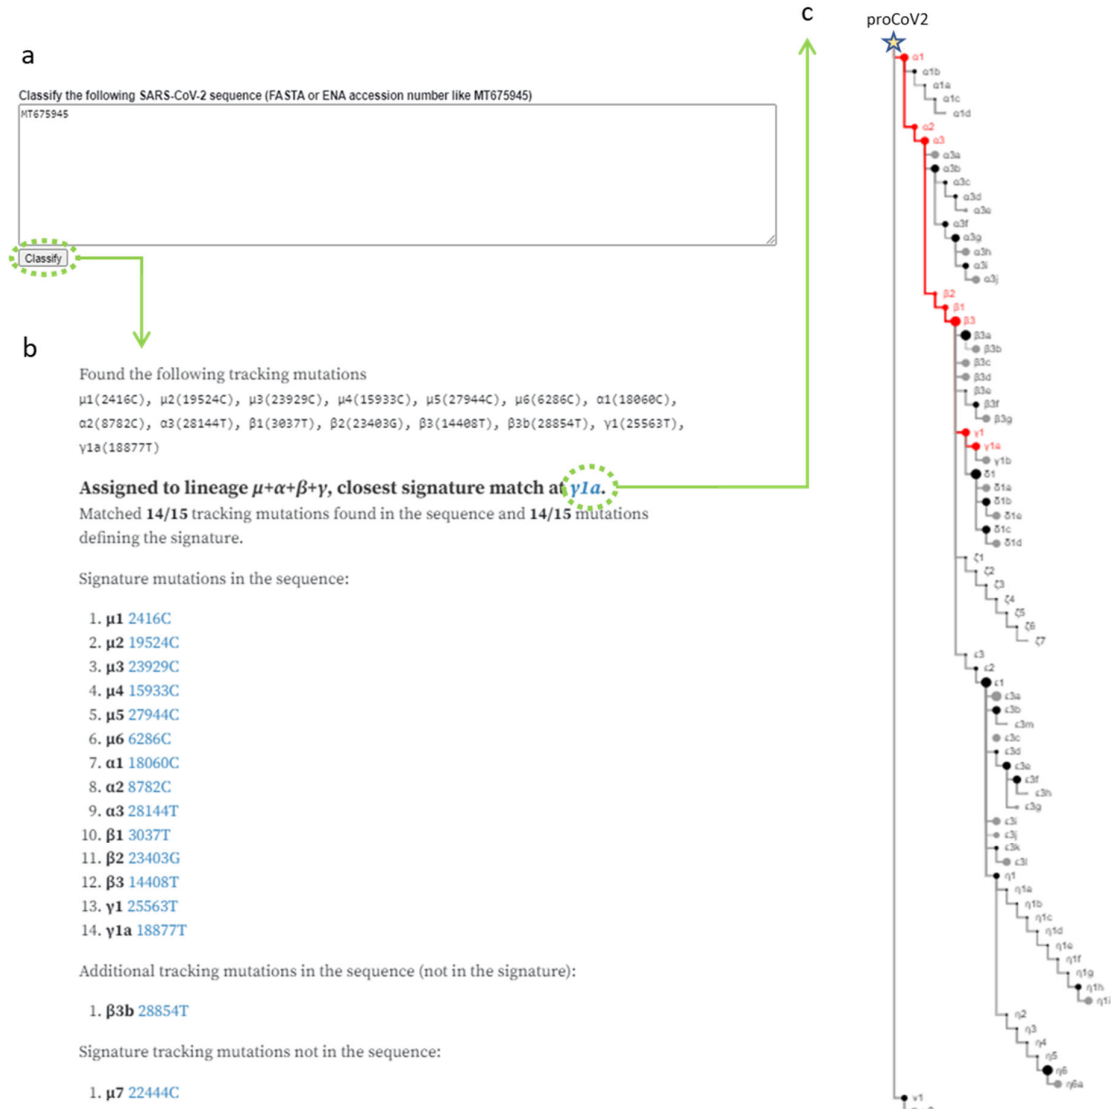 a
Classify the following SARS-CoV-2 sequence (FASTA or ENA accession number like MT675945)
MT675945
Classify
b
Found the following tracking mutations
μ1(2416C), μ2(19524C), μ3(23929C), μ4(15933C), μ5(27944C), μ6(6286C), α1(18060C),
α2(8782C), α3(28144T), β1(3037T), β2(23403G), β3(14408T), β3b(28854T), γ1(25563T),
γ1a(18877T)
Assigned to lineage μ+α+β+γ, closest signature match at γ1a.
Matched 14/15 tracking mutations found in the sequence and 14/15 mutations
defining the signature.
Signature mutations in the sequence:
1. μ1 2416C
2. μ2 19524C
3. μ3 23929C
4. μ4 15933C
5. μ5 27944C
6. μ6 6286C
7. α1 18060C
8. α2 8782C
9. α3 28144T
10. β1 3037T
11. β2 23403G
12. β3 14408T
13. γ1 25563T
14. γ1a 18877T
Additional tracking mutations in the sequence (not in the signature):
1. β3b 28854T
Signature tracking mutations not in the sequence:
1. μ7 22444C
c
proCoV2
α1
α1b
α1a
α1c
α1d
α2
α3
α3a
α3b
α3c
α3d
α3e
α3f
α3g
α3h
α3i
α3j
β2
β1
β3
β3a
β3b
β3c
β3d
β3e
β3f
β3g
γ1
γ1a
γ1b
δ1
δ1a
δ1b
δ1e
δ1c
δ1d
ζ1
ζ2
ζ3
ζ4
ζ5
ζ6
ζ7
ε3
ε2
ε1
ε3a
ε3b
ε3m
ε3c
ε3d
ε3e
ε3f
ε3h
ε3g
ε3i
ε3j
ε3k
ε3l
η1
η1a
η1b
η1c
η1d
η1e
η1f
η1g
η1h
η1i
η2
η3
η4
η5
η6
η6a
ν1